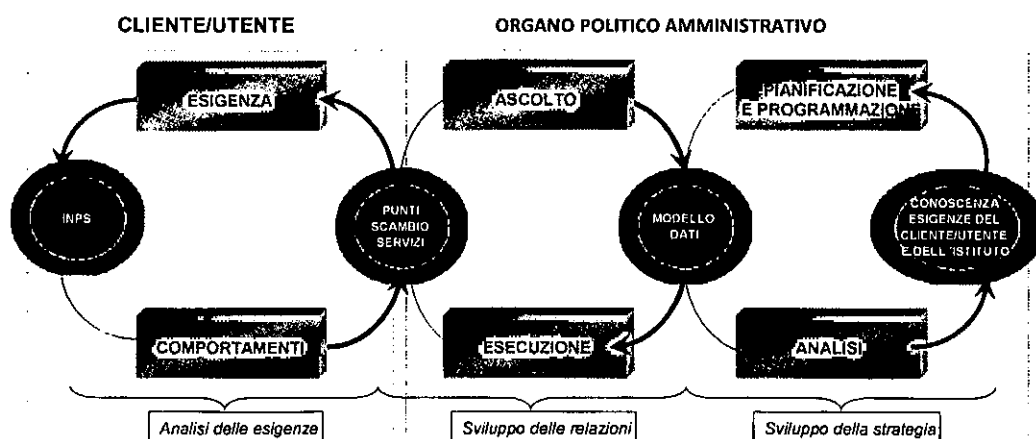 CLIENTE/UTENTE
ORGANO POLITICO AMMINISTRATIVO
ESIGENZA
ASCOLTO
PIANIFICAZIONE
E PROGRAMMAZIONE
INPS
PUNTI
SCAMBIO
SERVIZI
MODELLO
DATI
CONOSCENZA
ESIGENZE DEL
CLIENTE/UTENTE
E DELL'ISTITUTO
COMPORTAMENTI
ESECUZIONE
ANALISI
Analisi delle esigenze
Sviluppo delle relazioni
Sviluppo della strategia